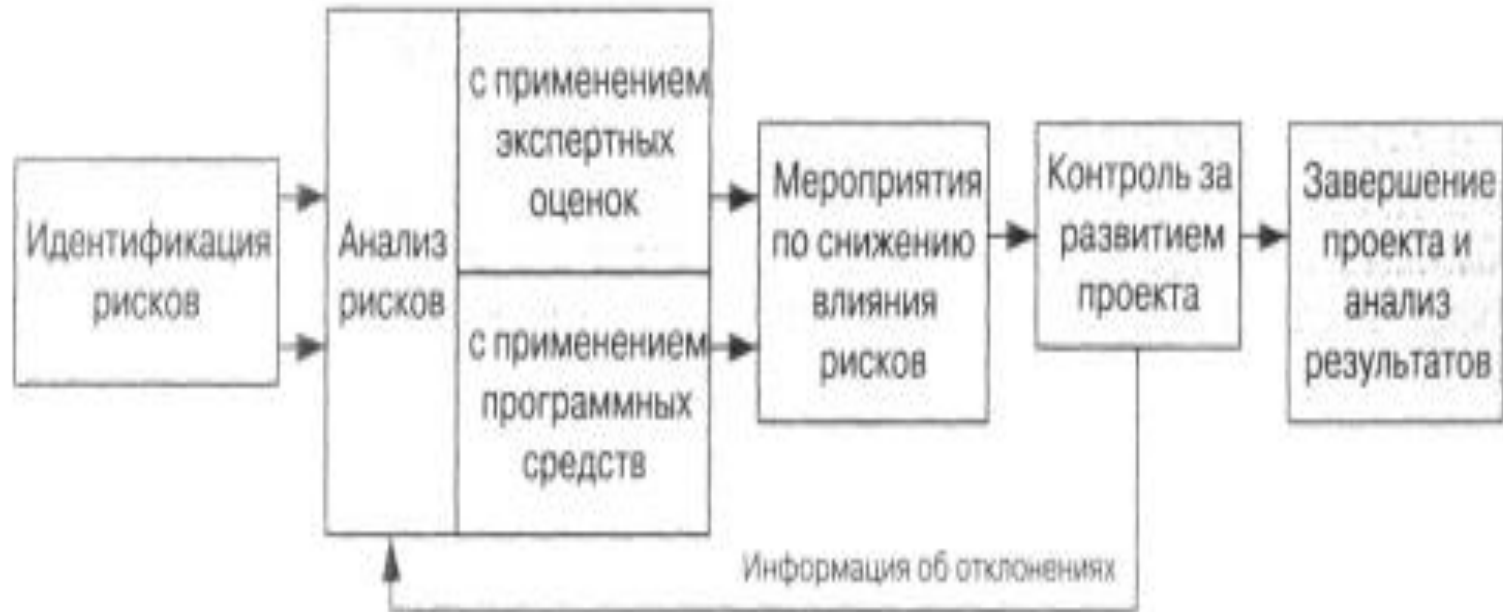 Идентификация
рисков
Анализ
рисков
с применением
экспертных
оценок
с применением
программных
средств
Мероприятия
по снижению
влияния
рисков
Контроль за
развитием
проекта
Завершение
проекта и
анализ
результатов
Информация об отклонениях